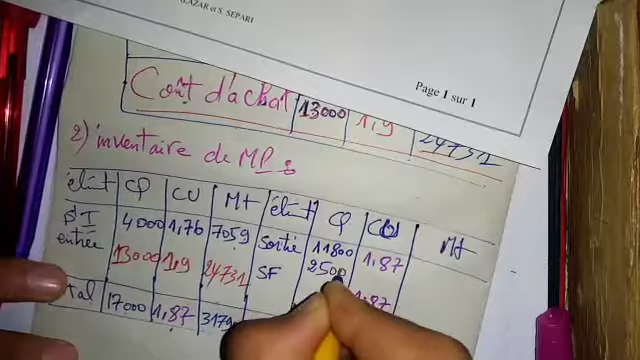 LAZAR et S. SEPARI
Page 1 sur 1
Coût d'achat 13000 1,9 24731
2) inventaire de MP :
élmt Q CU Mt élmt Q CU Mt
SI 4000 1,76 7059 Sortie 11800 1,87
entrée 13000 1,9 24731 SF 2500 1,87
tal 17000 1,87 3179